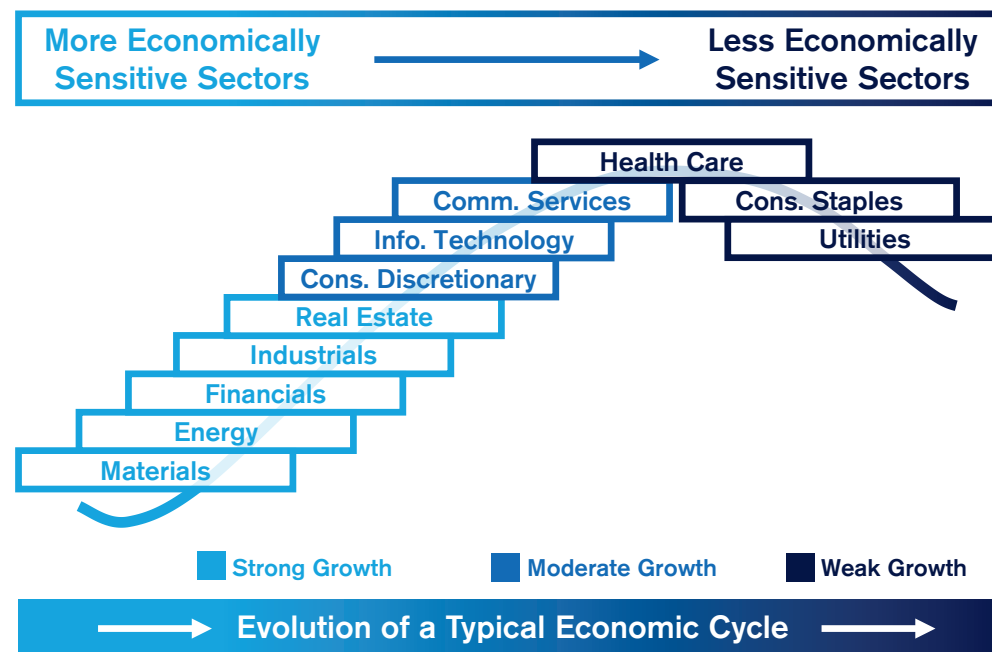 More Economically
Sensitive Sectors
Less Economically
Sensitive Sectors
Health Care
Comm. Services
Cons. Staples
Info. Technology
Utilities
Cons. Discretionary
Real Estate
Industrials
Financials
Energy
Materials
Strong Growth
Moderate Growth
Weak Growth
Evolution of a Typical Economic Cycle